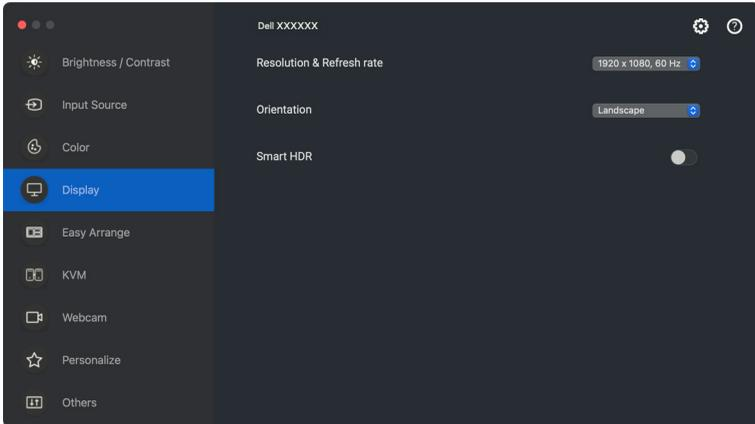 Dell XXXXXX
Brightness / Contrast
Input Source
Color
Display
Easy Arrange
KVM
Webcam
Personalize
Others
Resolution & Refresh rate
1920 x 1080, 60 Hz
Orientation
Landscape
Smart HDR